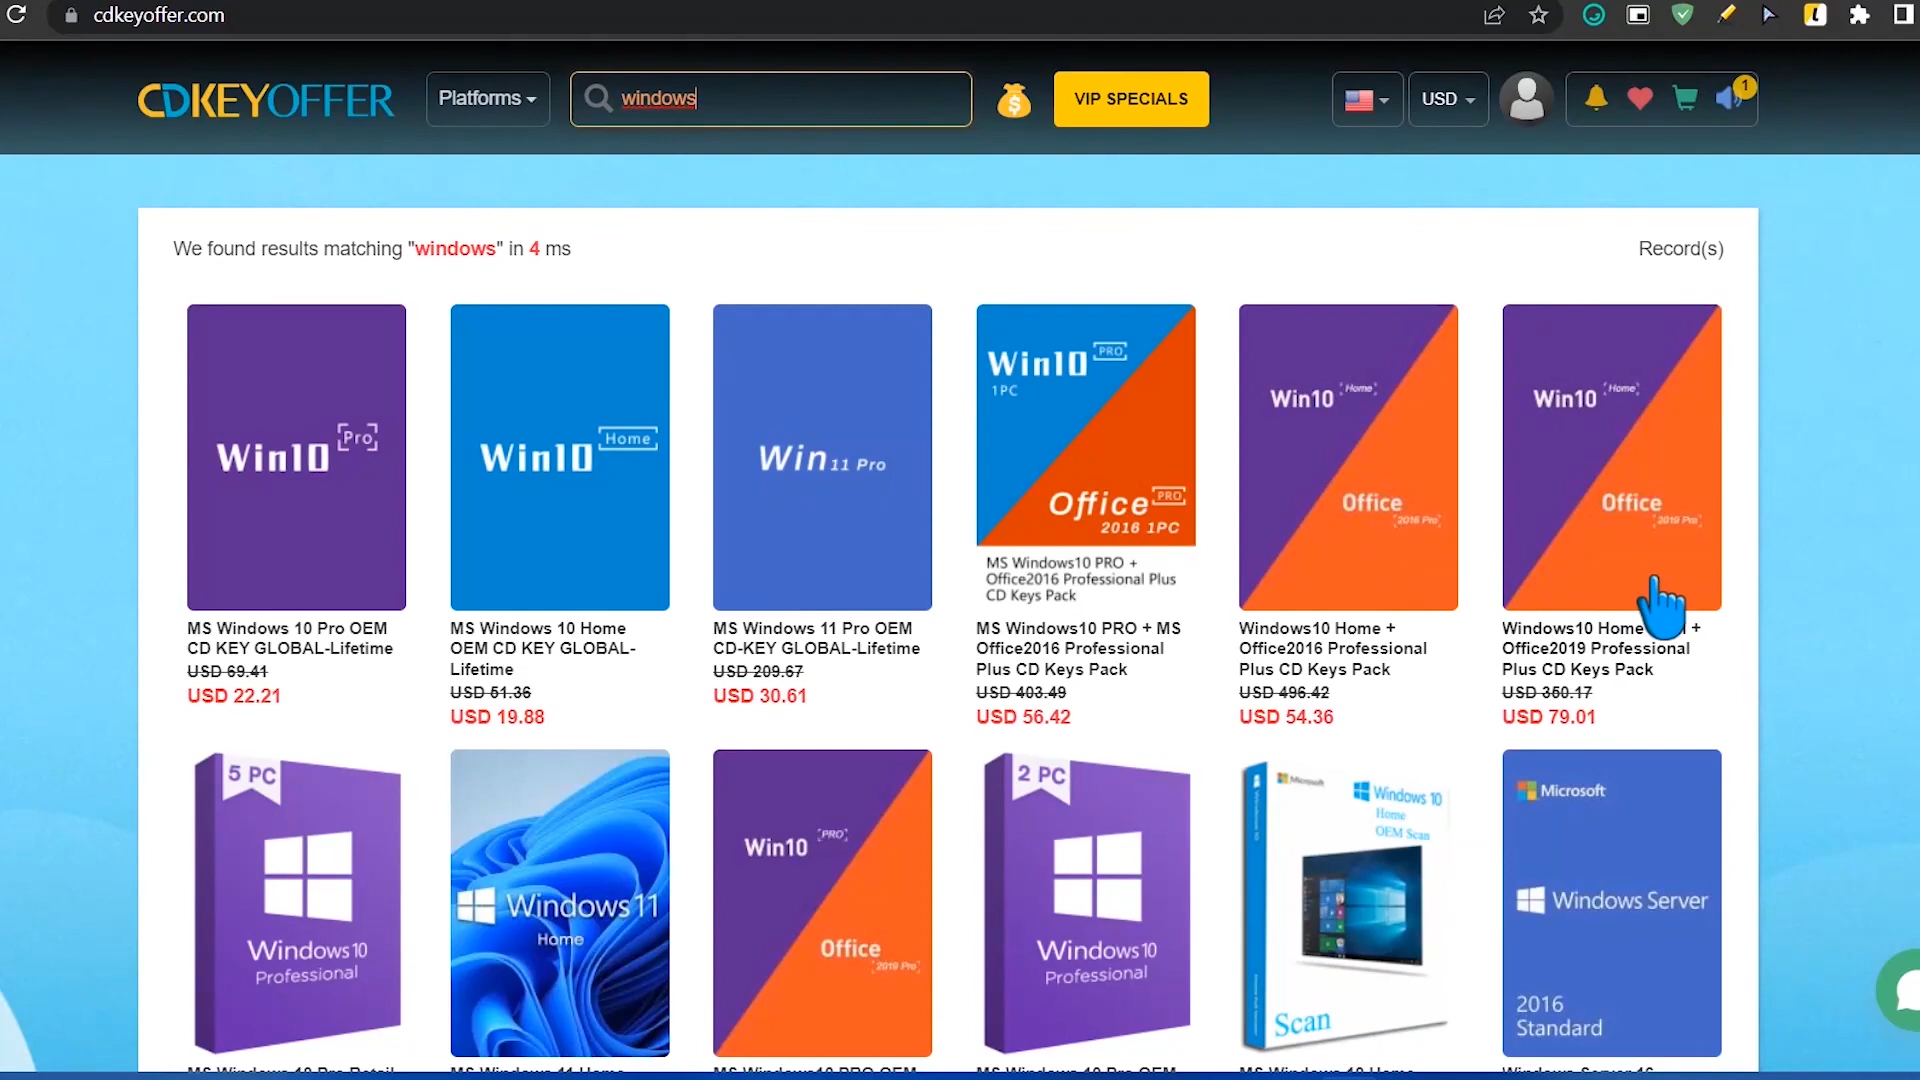 cdkeyoffer.com
CDKEYOFFER
Platforms
windows
VIP SPECIALS
USD
1
We found results matching "windows" in 4 ms
Record(s)
Win10 Pro
Win10 Home
Win 11 Pro
Win10 PRO
1PC
Office PRO
2016 1PC
MS Windows10 PRO +
Office2016 Professional Plus
CD Keys Pack
Win10 Home
Office
2016 Pro
Win10 Home
Office
2019 Pro
MS Windows 10 Pro OEM
CD KEY GLOBAL-Lifetime
USD 69.41
USD 22.21
MS Windows 10 Home
OEM CD KEY GLOBAL-
Lifetime
USD 51.36
USD 19.88
MS Windows 11 Pro OEM
CD-KEY GLOBAL-Lifetime
USD 209.67
USD 30.61
MS Windows10 PRO + MS
Office2016 Professional
Plus CD Keys Pack
USD 403.49
USD 56.42
Windows10 Home +
Office2016 Professional
Plus CD Keys Pack
USD 496.42
USD 54.36
Windows10 Home +
Office2019 Professional
Plus CD Keys Pack
USD 350.17
USD 79.01
5 PC
Windows 10
Professional
Windows 11
Home
Win10 PRO
Office
2019 Pro
2 PC
Windows 10
Professional
Microsoft
Windows 10
Home
OEM Scan
Scan
Microsoft
Windows Server
2016
Standard
MS Windows 10 Pro Retail
MS Windows 11 Home
MS Windows10 PRO OEM
MS Windows 10 Pro OEM
MS Windows 10 Home
Windows Server 16